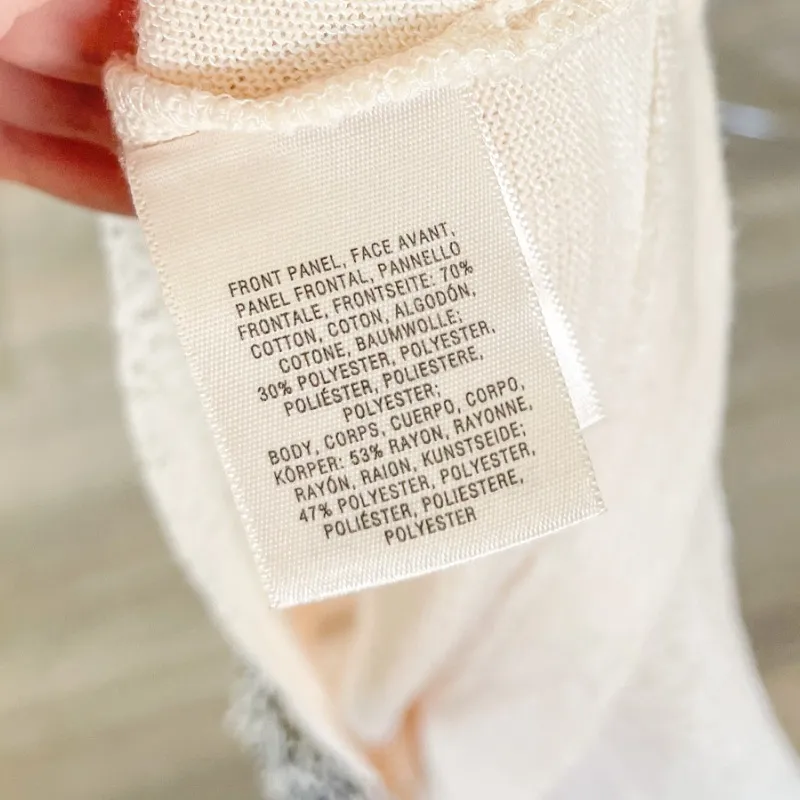 FRONT PANEL, FACE AVANT,
PANEL FRONTAL, PANNELLO
FRONTALE, FRONTSEITE: 70%
COTTON, COTON, ALGODÓN,
COTONE, BAUMWOLLE;
30% POLYESTER, POLYESTER,
POLIÉSTER, POLIESTERE,
POLYESTER;
BODY, CORPS, CUERPO, CORPO,
KÖRPER: 53% RAYON, RAYONNE,
RAYÓN, RAION, KUNSTSEIDE;
47% POLYESTER, POLYESTER,
POLIÉSTER, POLIESTERE,
POLYESTER